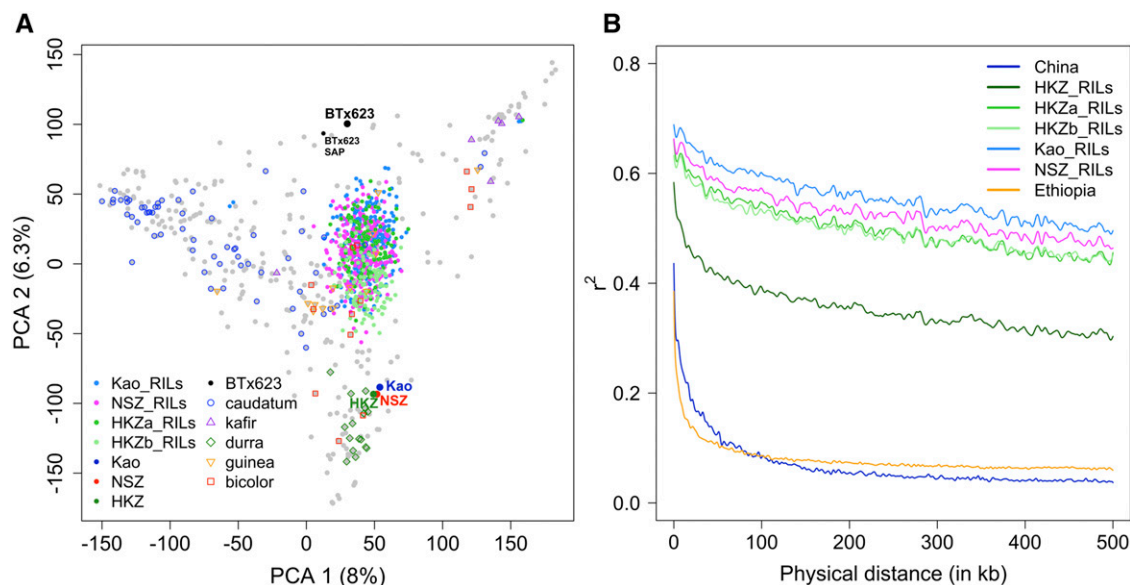 A
150
100
50
0
-50
-100
-150
PCA 2 (6.3%)
BTx623
BTx623
SAP
Kao
HKZ
NSZ
Kao_RILs
NSZ_RILs
HKZa_RILs
HKZb_RILs
Kao
NSZ
HKZ
BTx623
caudatum
kafir
durra
guinea
bicolor
-150 -100 -50 0 50 100 150
PCA 1 (8%)
B
0.8
0.6
0.4
0.2
0.0
r²
China
HKZ_RILs
HKZa_RILs
HKZb_RILs
Kao_RILs
NSZ_RILs
Ethiopia
0 100 200 300 400 500
Physical distance (in kb)